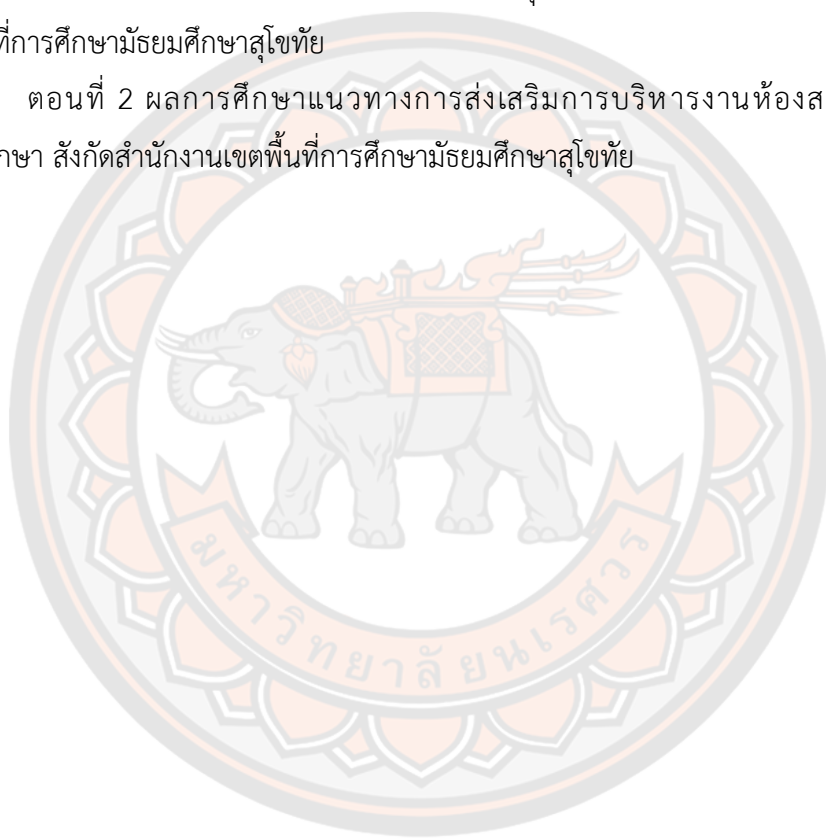 ที่การศึกษามัธยมศึกษาสุโขทัย
ตอนที่ 2 ผลการศึกษาแนวทางการส่งเสริมการบริหารงานห้องส
กษา สังกัดสำนักงานเขตพื้นที่การศึกษามัธยมศึกษาสุโขทัย
มหาวิทยาลัยนเรศวร